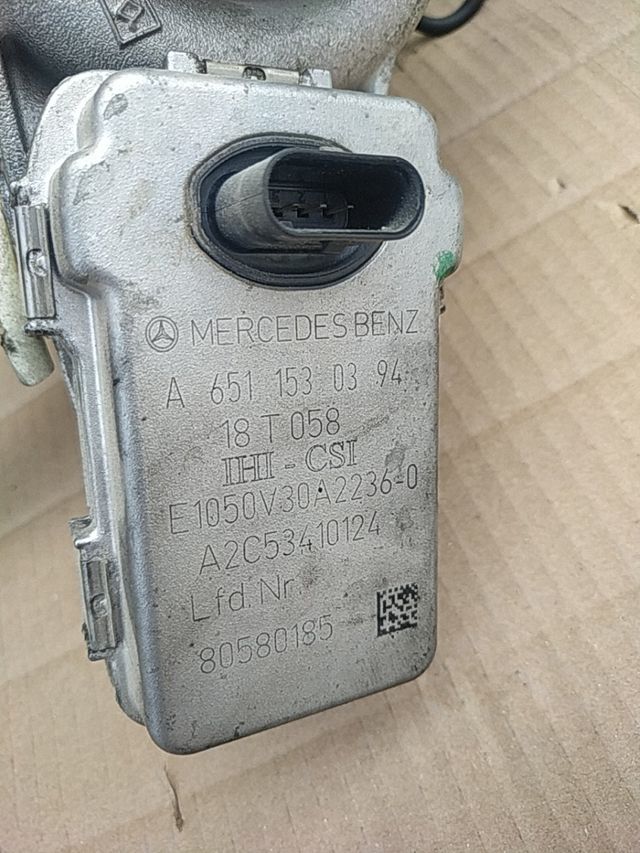 MERCEDES BENZ
A 651 153 03 94
18 T 058
IHI - CSI
E1050V30A2236-0
A2C53410124
Lfd. Nr.
80580185